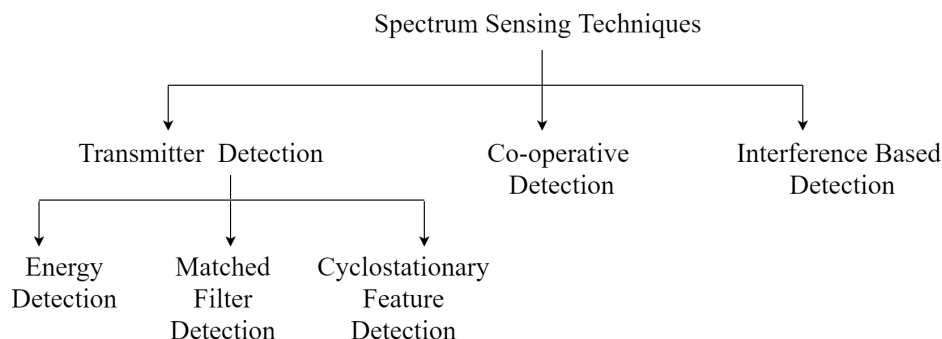 Spectrum Sensing Techniques
Transmitter Detection
Co-operative
Detection
Interference Based
Detection
Energy
Detection
Matched
Filter
Detection
Cyclostationary
Feature
Detection